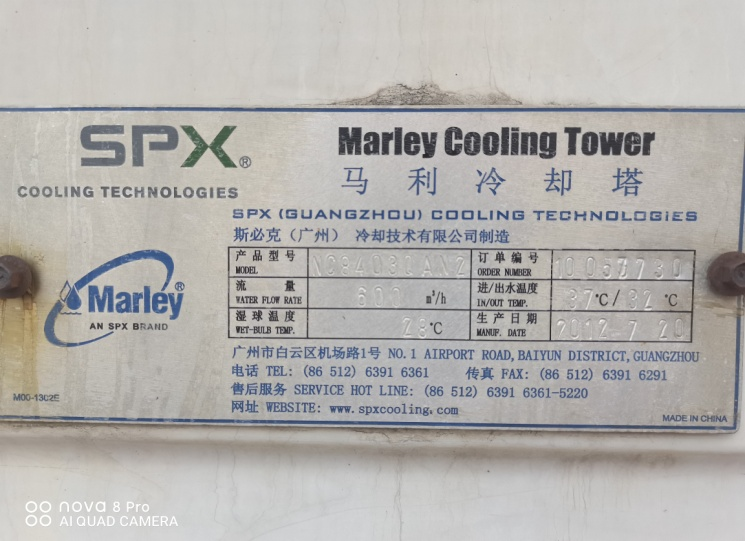 SPX®
COOLING TECHNOLOGIES
Marley Cooling Tower
马利冷却塔
SPX (GUANGZHOU) COOLING TECHNOLOGIES
斯必克（广州）冷却技术有限公司制造
产品型号 MODEL NC8403CAN2 订单编号 ORDER NUMBER
流量 WATER FLOW RATE 600 m³/h 进/出水温度 IN/OUT TEMP. 37℃/32℃
湿球温度 WET-BULB TEMP. 28℃ 生产日期 MANUF. DATE 2012.7.20
Marley®
AN SPX BRAND
广州市白云区机场路1号 NO.1 AIRPORT ROAD, BAIYUN DISTRICT, GUANGZHOU
电话 TEL: (86 512) 6391 6361 传真 FAX: (86 512) 6391 6291
售后服务 SERVICE HOT LINE: (86 512) 6391 6361-5220
网址 WEBSITE: www.spxcooling.com
M00-1302E
MADE IN CHINA
nova 8 Pro
AI QUAD CAMERA